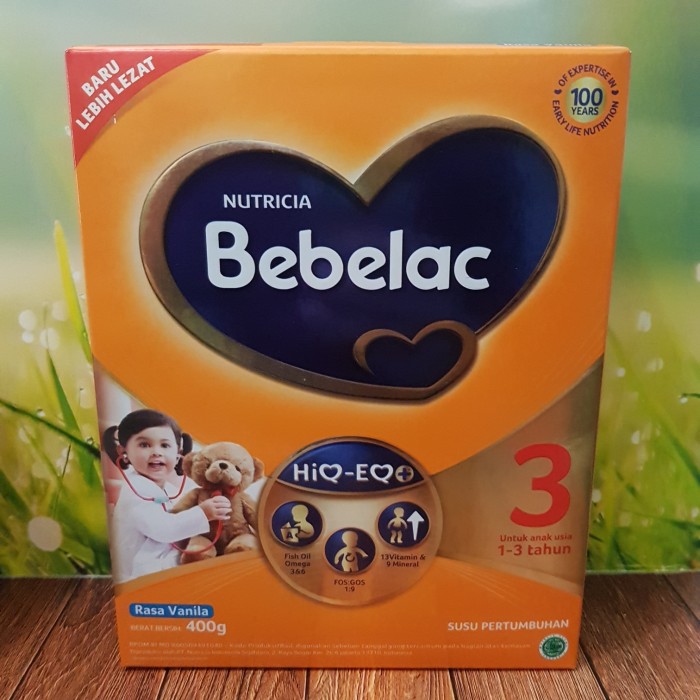 BARU
LEBIH LEZAT
OF EXPERTISE IN
100
YEARS
EARLY LIFE NUTRITION
NUTRICIA
Bebelac
HiQ-EQ+
Fish Oil
Omega
3&6
FOS:GOS
1:9
13Vitamin &
9 Mineral
3
Untuk anak usia
1-3 tahun
Rasa Vanila
BERAT BERSIH 400g
SUSU PERTUMBUHAN